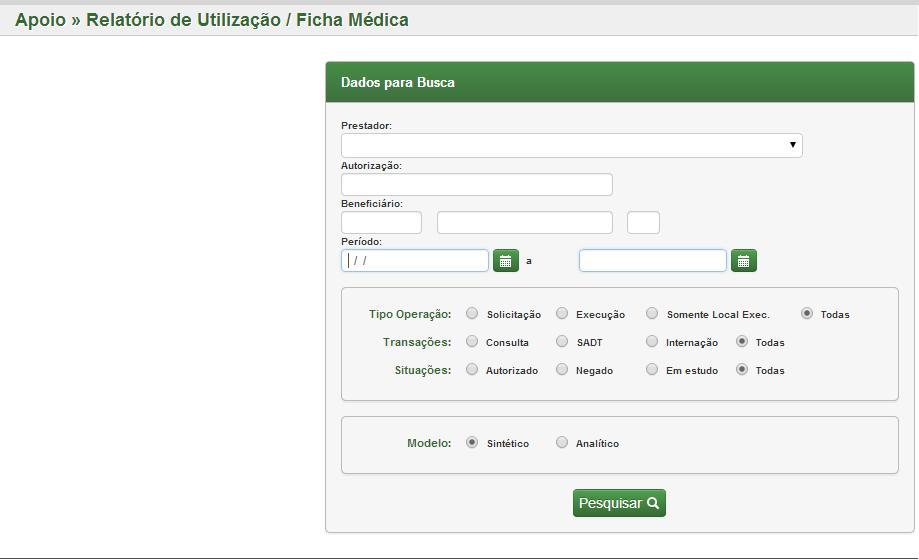 Apoio » Relatório de Utilização / Ficha Médica
Dados para Busca
Prestador:
Autorização:
Beneficiário:
Período:
/ / a
Tipo Operação: Solicitação Execução Somente Local Exec. Todas
Transações: Consulta SADT Internação Todas
Situações: Autorizado Negado Em estudo Todas
Modelo: Sintético Analítico
Pesquisar